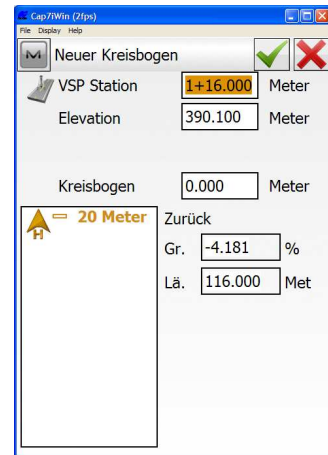 Cap7iWin (2fps)
File Display Help
M Neuer Kreisbogen
VSP Station 1+16.000 Meter
Elevation 390.100 Meter
Kreisbogen 0.000 Meter
20 Meter
H
Zurück
Gr. -4.181 %
Lä. 116.000 Met